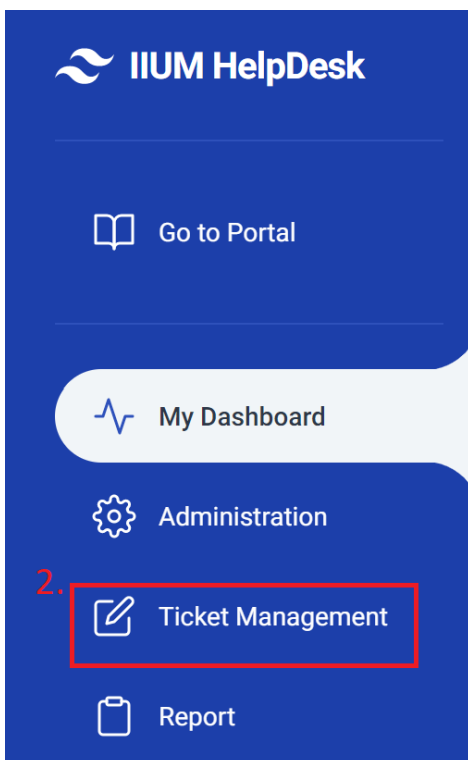 IIUM HelpDesk
Go to Portal
My Dashboard
Administration
2.
Ticket Management
Report